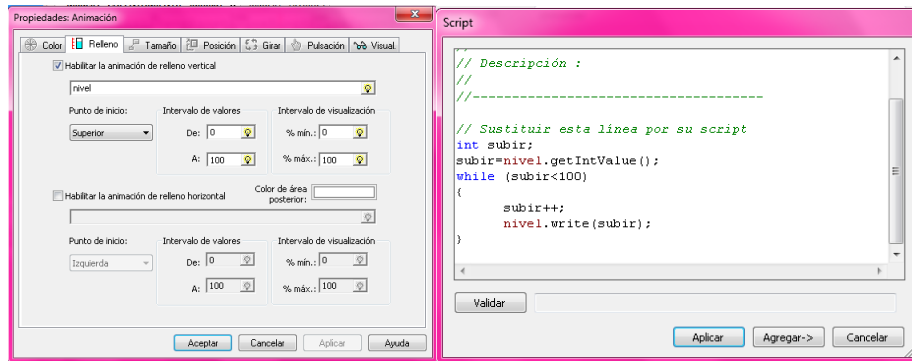 Propiedades: Animación
Color Relleno Tamaño Posición Girar Pulsación Visual.
Habilitar la animación de relleno vertical
nivel
Punto de inicio: Intervalo de valores Intervalo de visualización
Superior De: 0 % mín.: 0
A: 100 % máx.: 100
Habilitar la animación de relleno horizontal Color de área posterior:
Punto de inicio: Intervalo de valores Intervalo de visualización
Izquierda De: 0 % mín.: 0
A: 100 % máx.: 100
Aceptar Cancelar Aplicar Ayuda
Script
//
// Descripción :
//
//-------------------------------------
// Sustituir esta línea por su script
int subir;
subir=nivel.getIntValue();
while (subir<100)
{
subir++;
nivel.write(subir);
}
Validar
Aplicar Agregar-> Cancelar